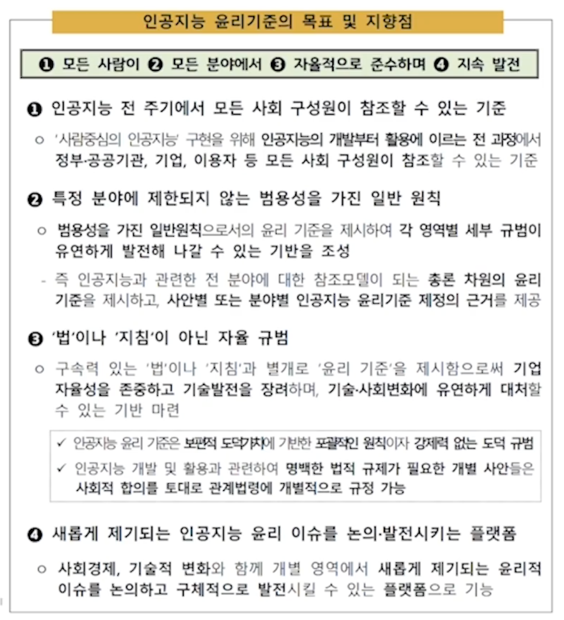 인공지능 윤리기준의 목표 및 지향점
❶ 모든 사람이 ❷ 모든 분야에서 ❸ 자율적으로 준수하며 ❹ 지속 발전
❶ 인공지능 전 주기에서 모든 사회 구성원이 참조할 수 있는 기준
○ '사람중심의 인공지능' 구현을 위해 인공지능의 개발부터 활용에 이르는 전 과정에서
정부·공공기관, 기업, 이용자 등 모든 사회 구성원이 참조할 수 있는 기준
❷ 특정 분야에 제한되지 않는 범용성을 가진 일반 원칙
○ 범용성을 가진 일반원칙으로서의 윤리 기준을 제시하여 각 영역별 세부 규범이
유연하게 발전해 나갈 수 있는 기반을 조성
- 즉 인공지능과 관련한 전 분야에 대한 참조모델이 되는 총론 차원의 윤리
기준을 제시하고, 사안별 또는 분야별 인공지능 윤리기준 제정의 근거를 제공
❸ '법'이나 '지침'이 아닌 자율 규범
○ 구속력 있는 '법'이나 '지침'과 별개로 '윤리 기준'을 제시함으로써 기업
자율성을 존중하고 기술발전을 장려하며, 기술·사회변화에 유연하게 대처할
수 있는 기반 마련
✓ 인공지능 윤리 기준은 보편적 도덕가치에 기반한 포괄적인 원칙이자 강제력 없는 도덕 규범
✓ 인공지능 개발 및 활용과 관련하여 명백한 법적 규제가 필요한 개별 사안들은
사회적 합의를 토대로 관계법령에 개별적으로 규정 가능
❹ 새롭게 제기되는 인공지능 윤리 이슈를 논의·발전시키는 플랫폼
○ 사회경제, 기술적 변화와 함께 개별 영역에서 새롭게 제기되는 윤리적
이슈를 논의하고 구체적으로 발전시킬 수 있는 플랫폼으로 기능